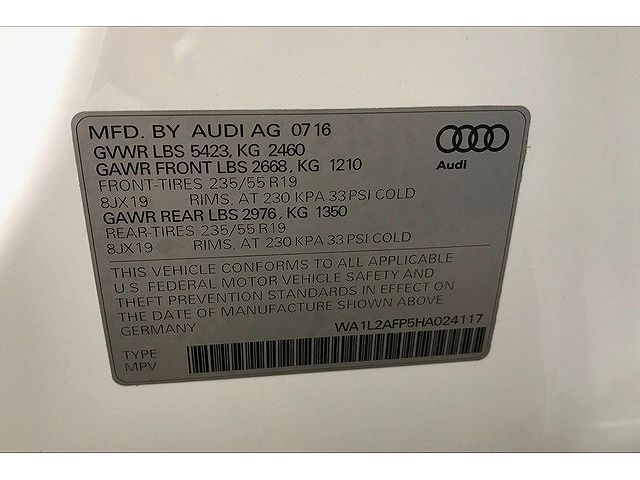 MFD. BY AUDI AG 07 16
GVWR LBS 5423, KG 2460
GAWR FRONT LBS 2668, KG 1210
FRONT-TIRES 235/55 R19
8JX19 RIMS, AT 230 KPA 33 PSI COLD
GAWR REAR LBS 2976, KG 1350
REAR-TIRES 235/55 R19
8JX19 RIMS, AT 230 KPA 33 PSI COLD
Audi
THIS VEHICLE CONFORMS TO ALL APPLICABLE
U.S FEDERAL MOTOR VEHICLE SAFETY AND
THEFT PREVENTION STANDARDS IN EFFECT ON
THE DATE OF MANUFACTURE SHOWN ABOVE
GERMANY WA1L2AFP5HA024117
TYPE
MPV